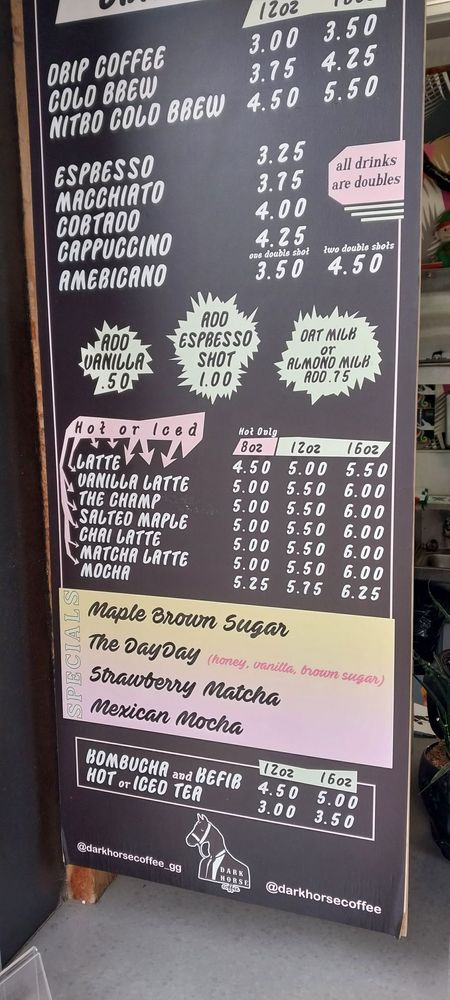 12oz
DRIP COFFEE 3.00 3.50
COLD BREW 3.75 4.25
NITRO COLD BREW 4.50 5.50
ESPRESSO 3.25
MACCHIATO 3.75
CORTADO 4.00
CAPPUCCINO 4.25
one double shot two double shots
AMERICANO 3.50 4.50
all drinks
are doubles
ADD
VANILLA
.50
ADD
ESPRESSO
SHOT
1.00
OAT MILK
or
ALMOND MILK
ADD .75
Hot or Iced
Hot Only
8oz 12oz 16oz
LATTE 4.50 5.00 5.50
VANILLA LATTE 5.00 5.50 6.00
THE CHAMP 5.00 5.50 6.00
SALTED MAPLE 5.00 5.50 6.00
CHAI LATTE 5.00 5.50 6.00
MATCHA LATTE 5.00 5.50 6.00
MOCHA 5.25 5.75 6.25
SPECIALS
Maple Brown Sugar
The DayDay (honey, vanilla, brown sugar)
Strawberry Matcha
Mexican Mocha
12oz 16oz
KOMBUCHA and KEFIR 4.50 5.00
HOT or ICED TEA 3.00 3.50
DARK
HORSE
Coffee
@darkhorsecoffee_gg
@darkhorsecoffee